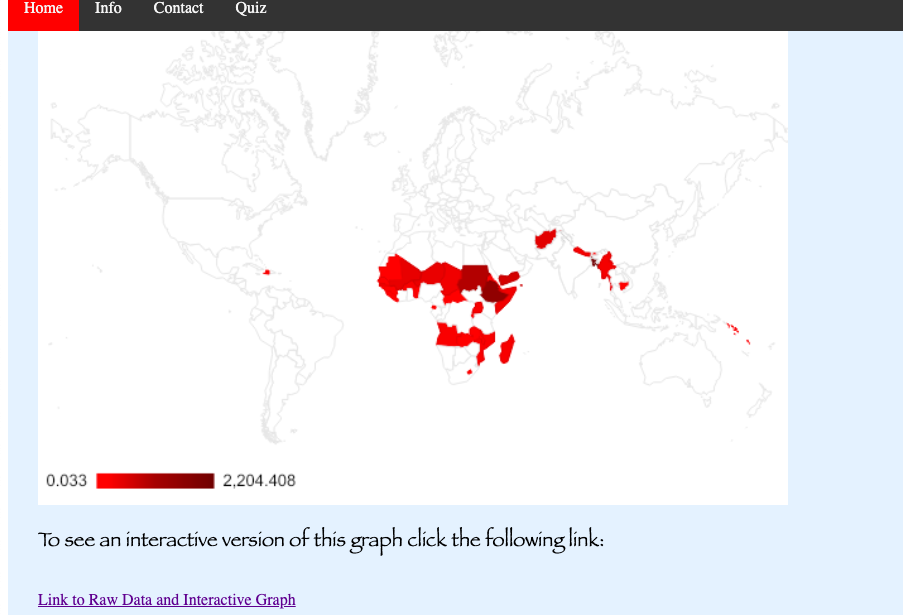 Home Info Contact Quiz
0.033 2,204.408
To see an interactive version of this graph click the following link:
Link to Raw Data and Interactive Graph